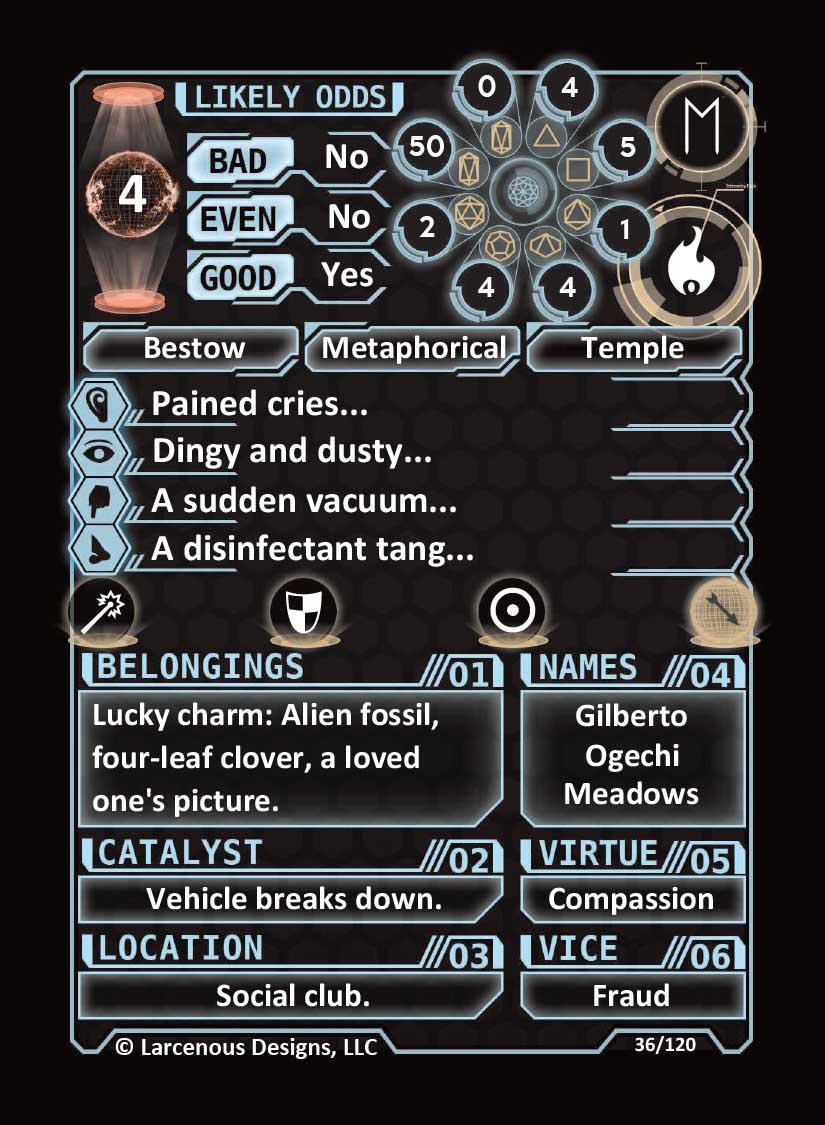 LIKELY ODDS
4
BAD No
EVEN No
GOOD Yes
0
4
50
5
2
1
4
4
ᛖ
Telemetry Data
Bestow
Metaphorical
Temple
Pained cries...
Dingy and dusty...
A sudden vacuum...
A disinfectant tang...
BELONGINGS ///01
Lucky charm: Alien fossil,
four-leaf clover, a loved
one's picture.
NAMES ///04
Gilberto
Ogechi
Meadows
CATALYST ///02
Vehicle breaks down.
VIRTUE ///05
Compassion
LOCATION ///03
Social club.
VICE ///06
Fraud
© Larcenous Designs, LLC
36/120